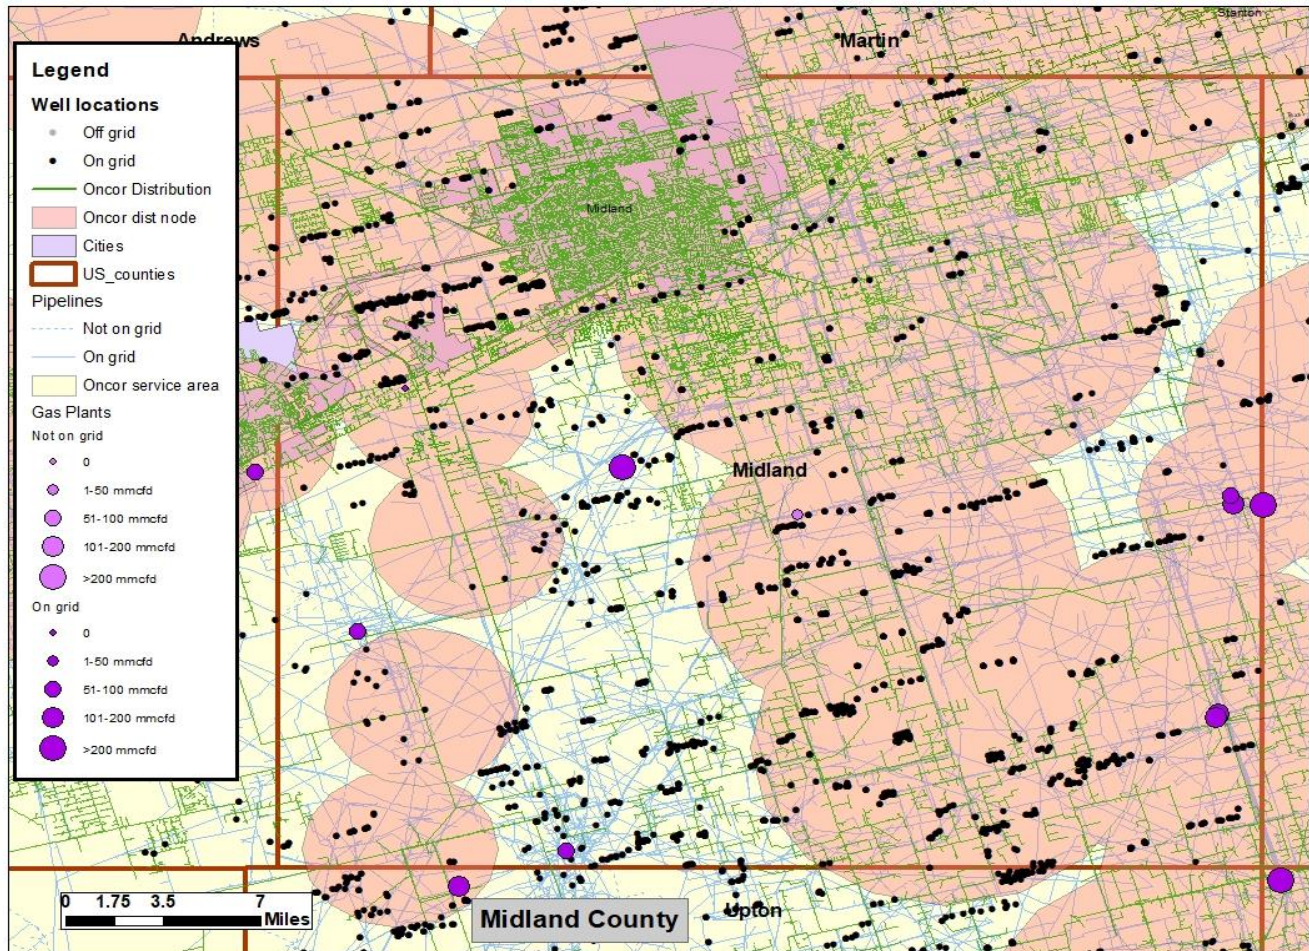 Stanton
Andrews
Martin
Legend
Well locations
Off grid
On grid
Oncor Distribution
Oncor dist node
Cities
US_counties
Pipelines
Not on grid
On grid
Oncor service area
Gas Plants
Not on grid
0
1-50 mmcfd
51-100 mmcfd
101-200 mmcfd
>200 mmcfd
On grid
0
1-50 mmcfd
51-100 mmcfd
101-200 mmcfd
>200 mmcfd
Midland
Midland
0 1.75 3.5 7
Miles
Midland County
Upton